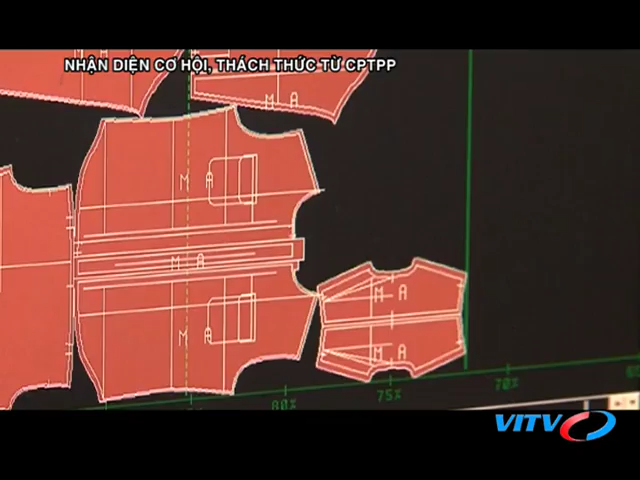 NHẬN DIỆN CƠ HỘI, THÁCH THỨC TỪ CPTPP
M A
M A
M A
M A
M A
M A
80%
75%
70%
VITV